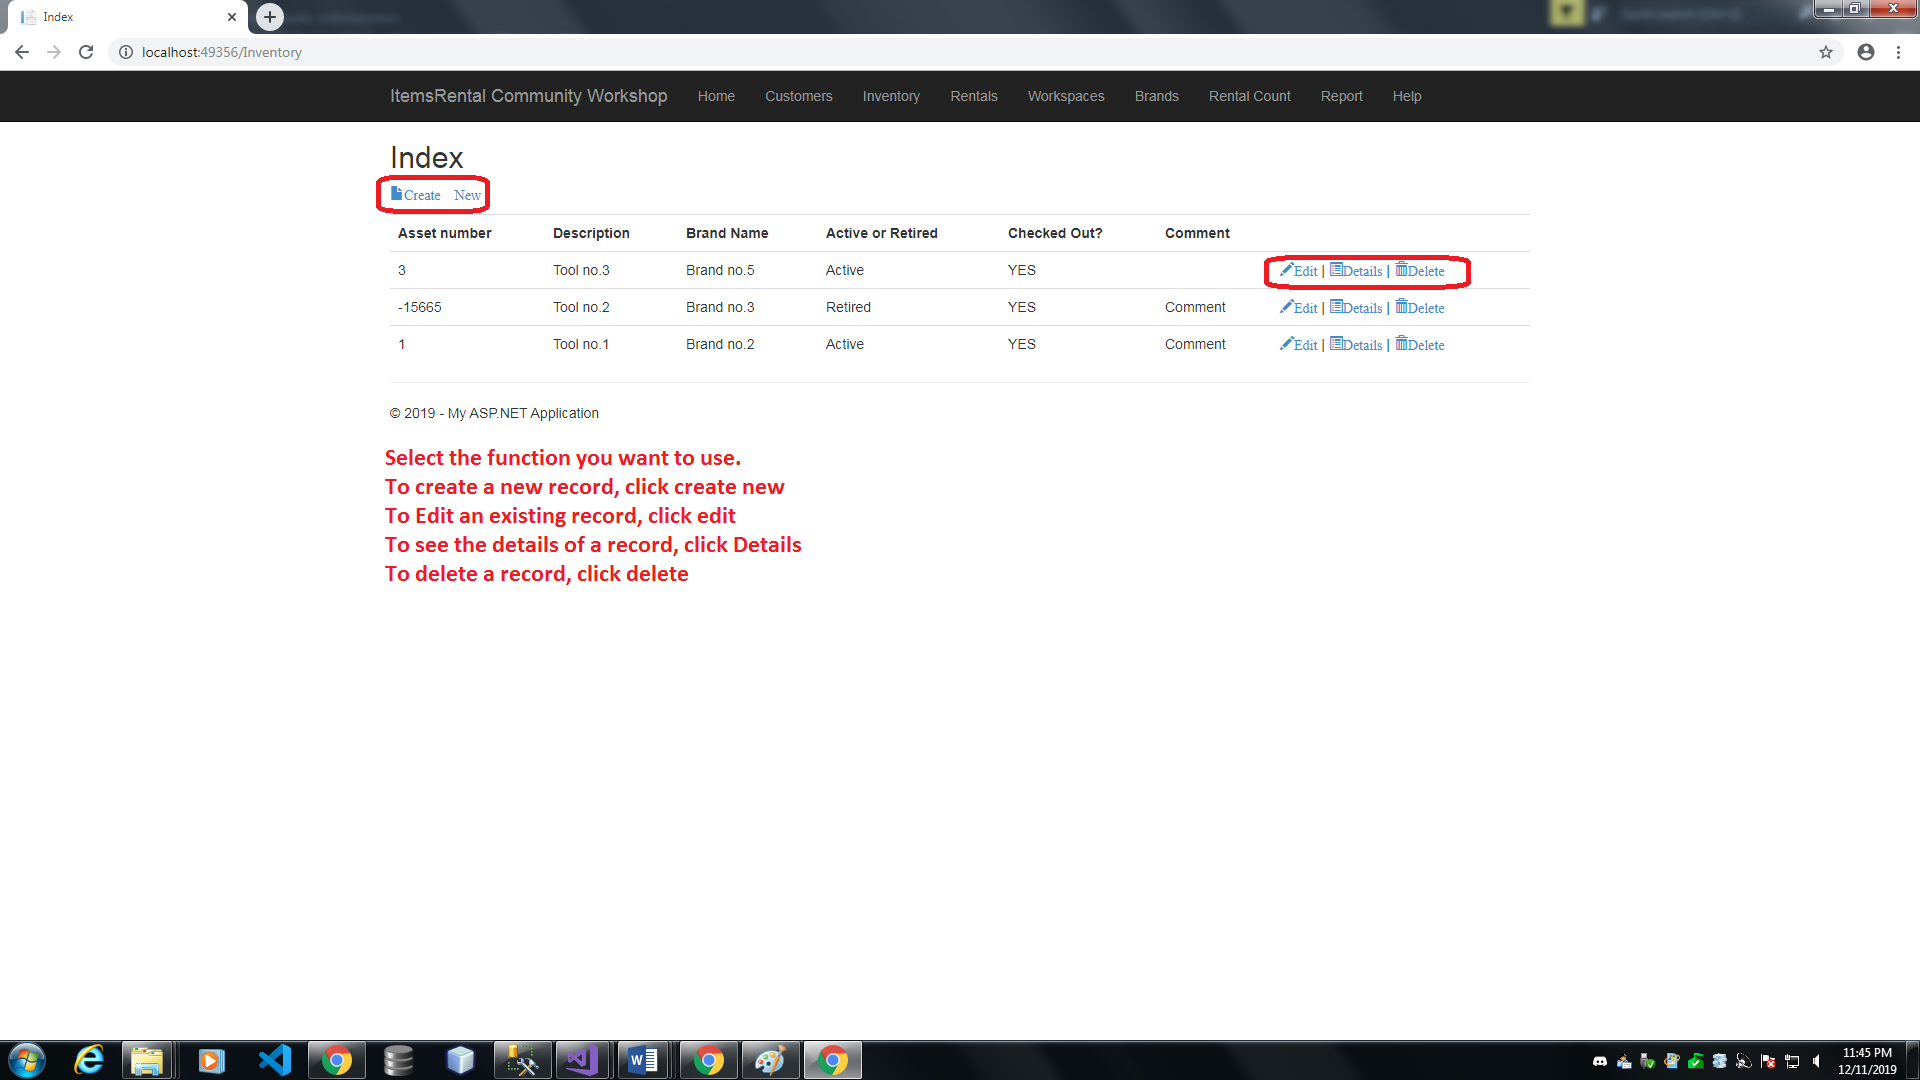 Index
localhost:49356/Inventory
ItemsRental Community Workshop Home Customers Inventory Rentals Workspaces Brands Rental Count Report Help
Index
Create New
Asset number Description Brand Name Active or Retired Checked Out? Comment
3 Tool no.3 Brand no.5 Active YES Edit | Details | Delete
-15665 Tool no.2 Brand no.3 Retired YES Comment Edit | Details | Delete
1 Tool no.1 Brand no.2 Active YES Comment Edit | Details | Delete
© 2019 - My ASP.NET Application
Select the function you want to use.
To create a new record, click create new
To Edit an existing record, click edit
To see the details of a record, click Details
To delete a record, click delete
11:45 PM
12/11/2019